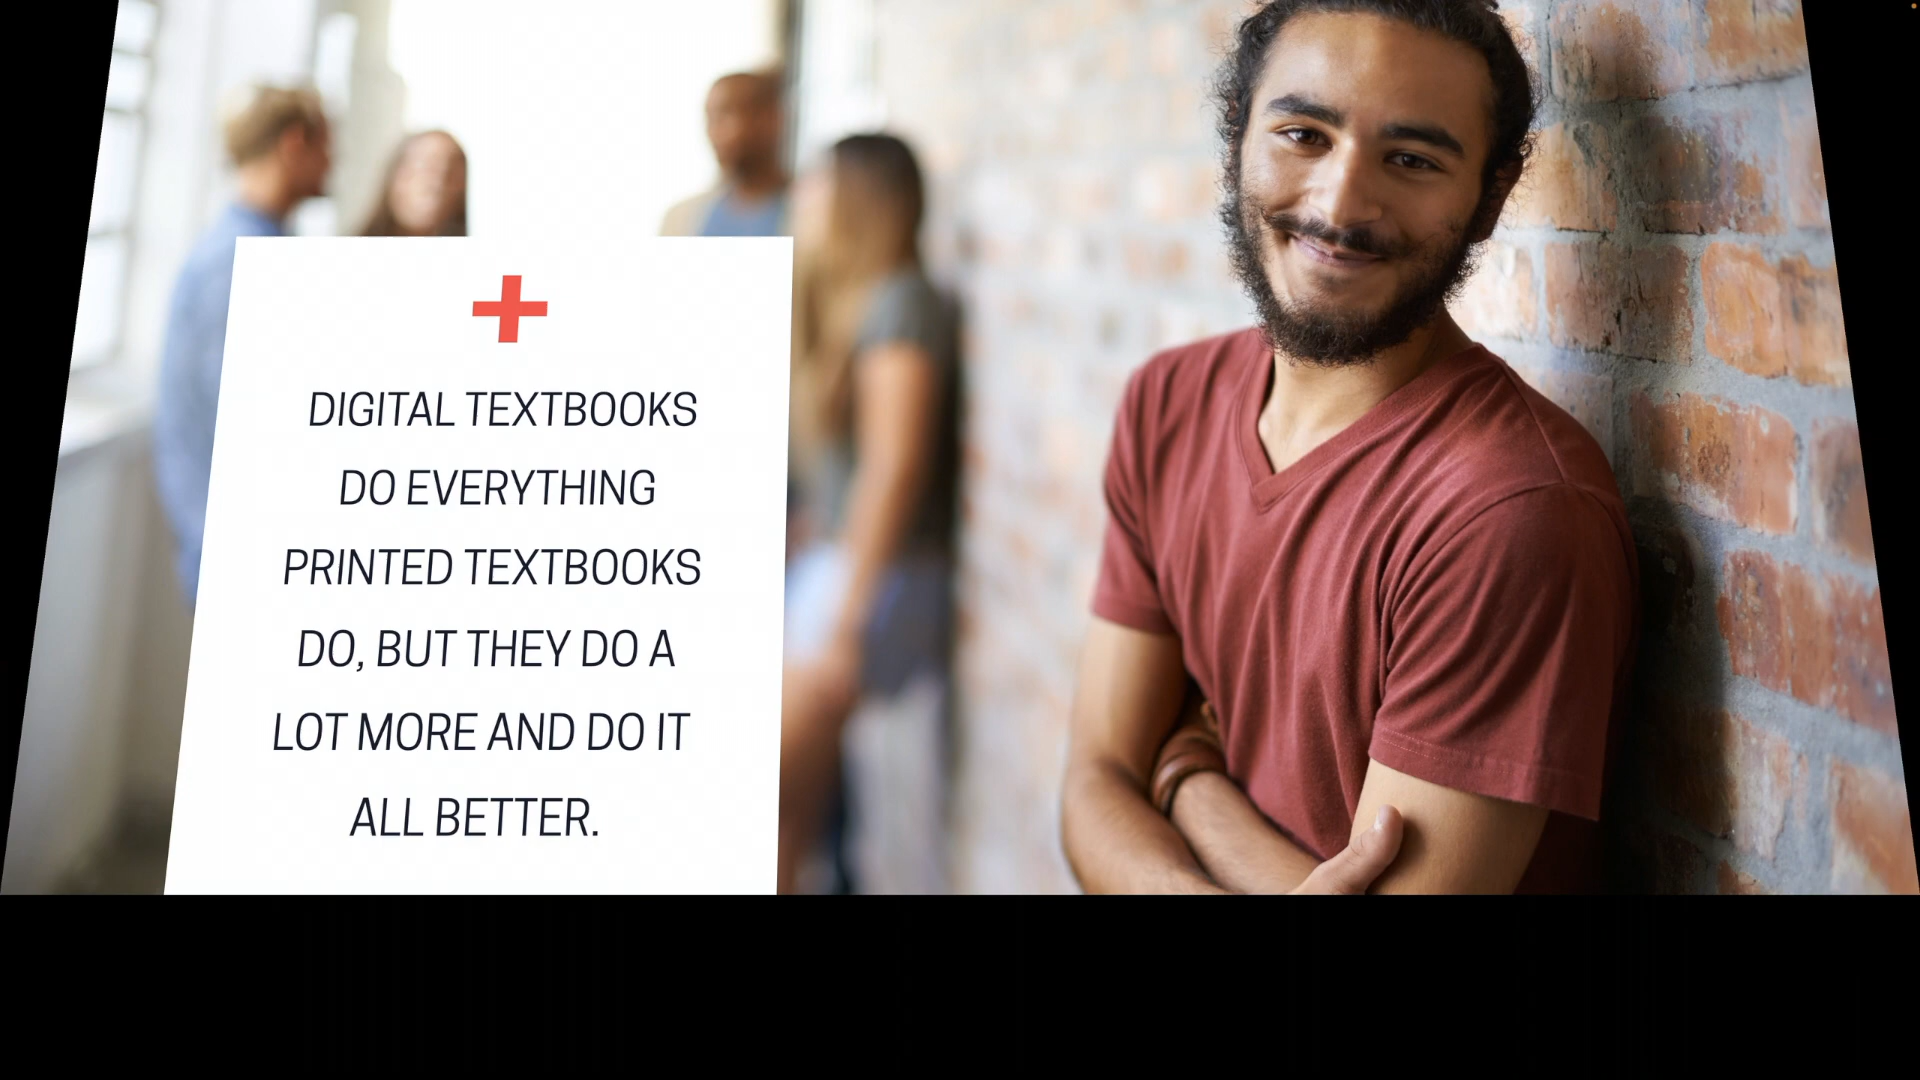 DIGITAL TEXTBOOKS
DO EVERYTHING
PRINTED TEXTBOOKS
DO, BUT THEY DO A
LOT MORE AND DO IT
ALL BETTER.